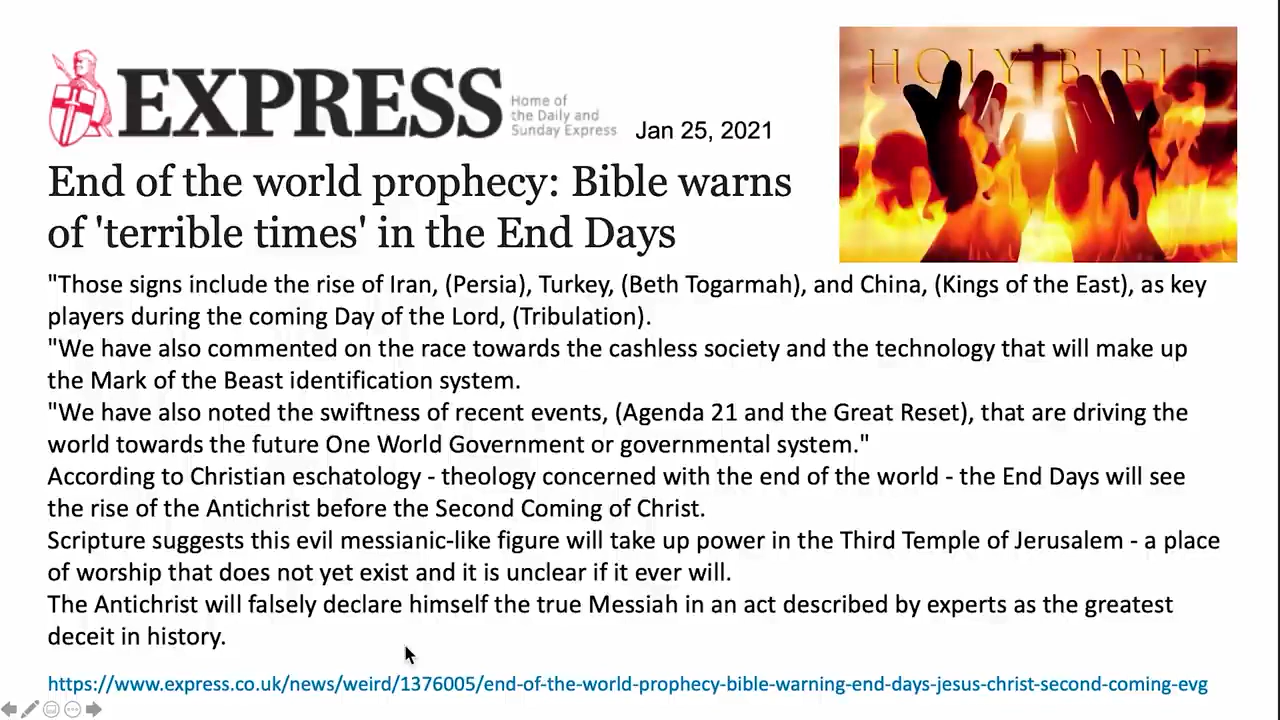 EXPRESS
Home of
the Daily and
Sunday Express
Jan 25, 2021
HOLY BIBLE
End of the world prophecy: Bible warns
of 'terrible times' in the End Days
"Those signs include the rise of Iran, (Persia), Turkey, (Beth Togarmah), and China, (Kings of the East), as key
players during the coming Day of the Lord, (Tribulation).
"We have also commented on the race towards the cashless society and the technology that will make up
the Mark of the Beast identification system.
"We have also noted the swiftness of recent events, (Agenda 21 and the Great Reset), that are driving the
world towards the future One World Government or governmental system."
According to Christian eschatology - theology concerned with the end of the world - the End Days will see
the rise of the Antichrist before the Second Coming of Christ.
Scripture suggests this evil messianic-like figure will take up power in the Third Temple of Jerusalem - a place
of worship that does not yet exist and it is unclear if it ever will.
The Antichrist will falsely declare himself the true Messiah in an act described by experts as the greatest
deceit in history.
https://www.express.co.uk/news/weird/1376005/end-of-the-world-prophecy-bible-warning-end-days-jesus-christ-second-coming-evg